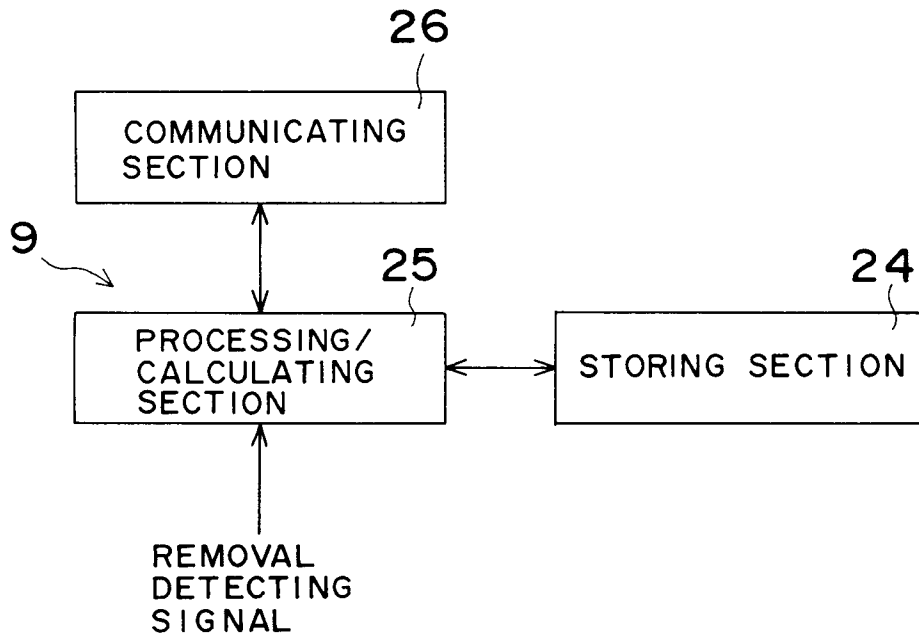 26
COMMUNICATING
SECTION
9
25
24
PROCESSING/
CALCULATING
SECTION
STORING SECTION
REMOVAL
DETECTING
SIGNAL